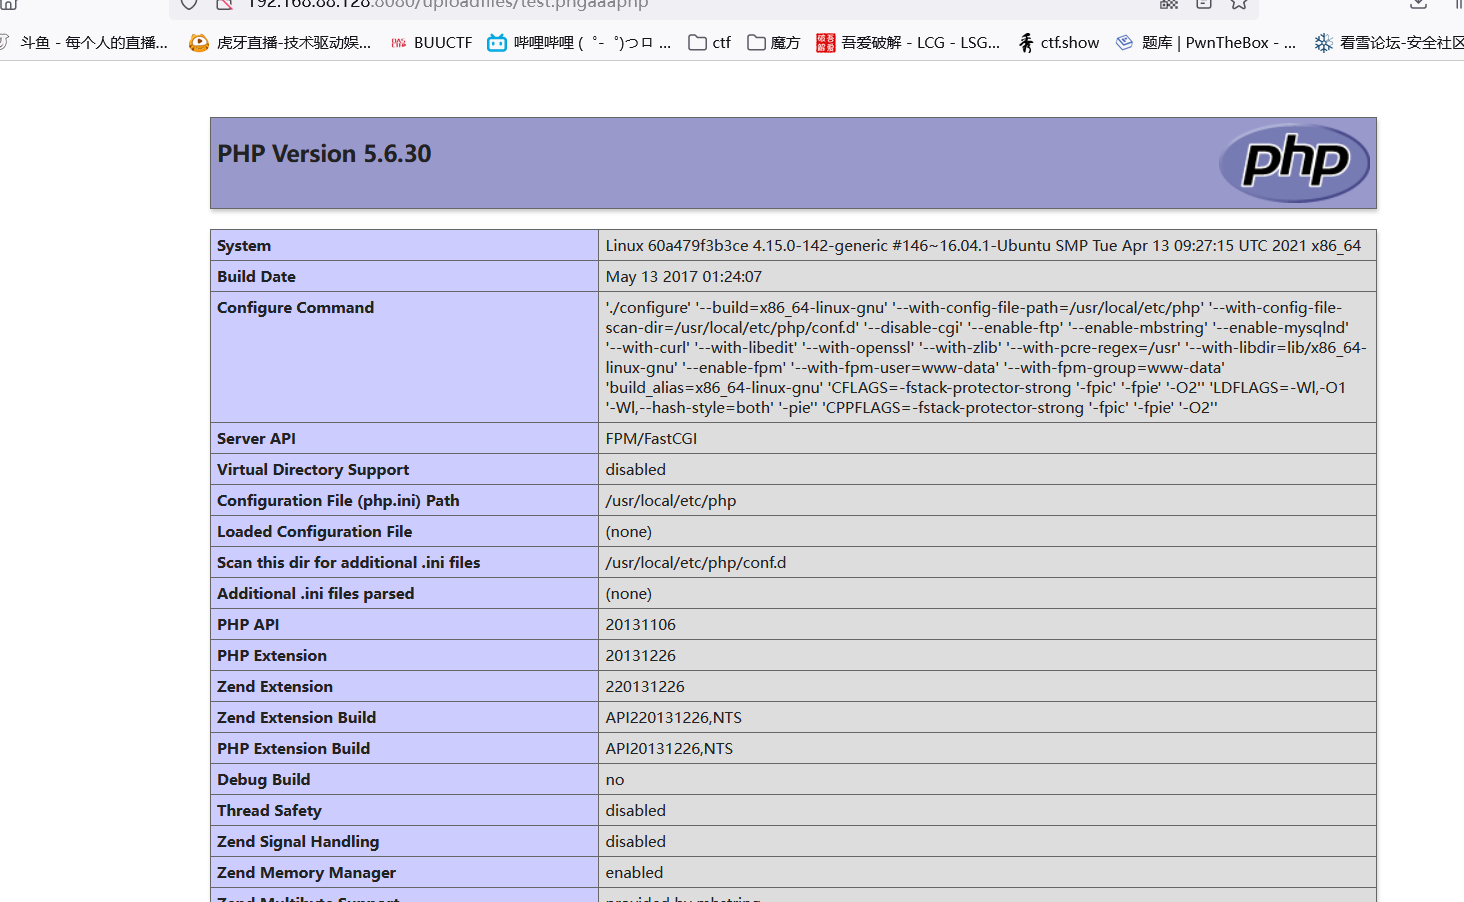 192.168.88.128:8080/uploadfiles/test.pngaaaphp
斗鱼 - 每个人的直播... 虎牙直播-技术驱动娱... BUUCTF 哔哩哔哩 ( ゜- ゜)つロ ... ctf 魔方 吾爱破解 - LCG - LSG... ctf.show 题库 | PwnTheBox - ... 看雪论坛-安全社区
PHP Version 5.6.30
php
System Linux 60a479f3b3ce 4.15.0-142-generic #146~16.04.1-Ubuntu SMP Tue Apr 13 09:27:15 UTC 2021 x86_64
Build Date May 13 2017 01:24:07
Configure Command './configure' '--build=x86_64-linux-gnu' '--with-config-file-path=/usr/local/etc/php' '--with-config-file-
scan-dir=/usr/local/etc/php/conf.d' '--disable-cgi' '--enable-ftp' '--enable-mbstring' '--enable-mysqlnd'
'--with-curl' '--with-libedit' '--with-openssl' '--with-zlib' '--with-pcre-regex=/usr' '--with-libdir=lib/x86_64-
linux-gnu' '--enable-fpm' '--with-fpm-user=www-data' '--with-fpm-group=www-data'
'build_alias=x86_64-linux-gnu' 'CFLAGS=-fstack-protector-strong '-fpic' '-fpie' '-O2'' 'LDFLAGS=-Wl,-O1
'-Wl,--hash-style=both' '-pie'' 'CPPFLAGS=-fstack-protector-strong '-fpic' '-fpie' '-O2''
Server API FPM/FastCGI
Virtual Directory Support disabled
Configuration File (php.ini) Path /usr/local/etc/php
Loaded Configuration File (none)
Scan this dir for additional .ini files /usr/local/etc/php/conf.d
Additional .ini files parsed (none)
PHP API 20131106
PHP Extension 20131226
Zend Extension 220131226
Zend Extension Build API220131226,NTS
PHP Extension Build API20131226,NTS
Debug Build no
Thread Safety disabled
Zend Signal Handling disabled
Zend Memory Manager enabled
Zend Multibyte Support provided by mbstring